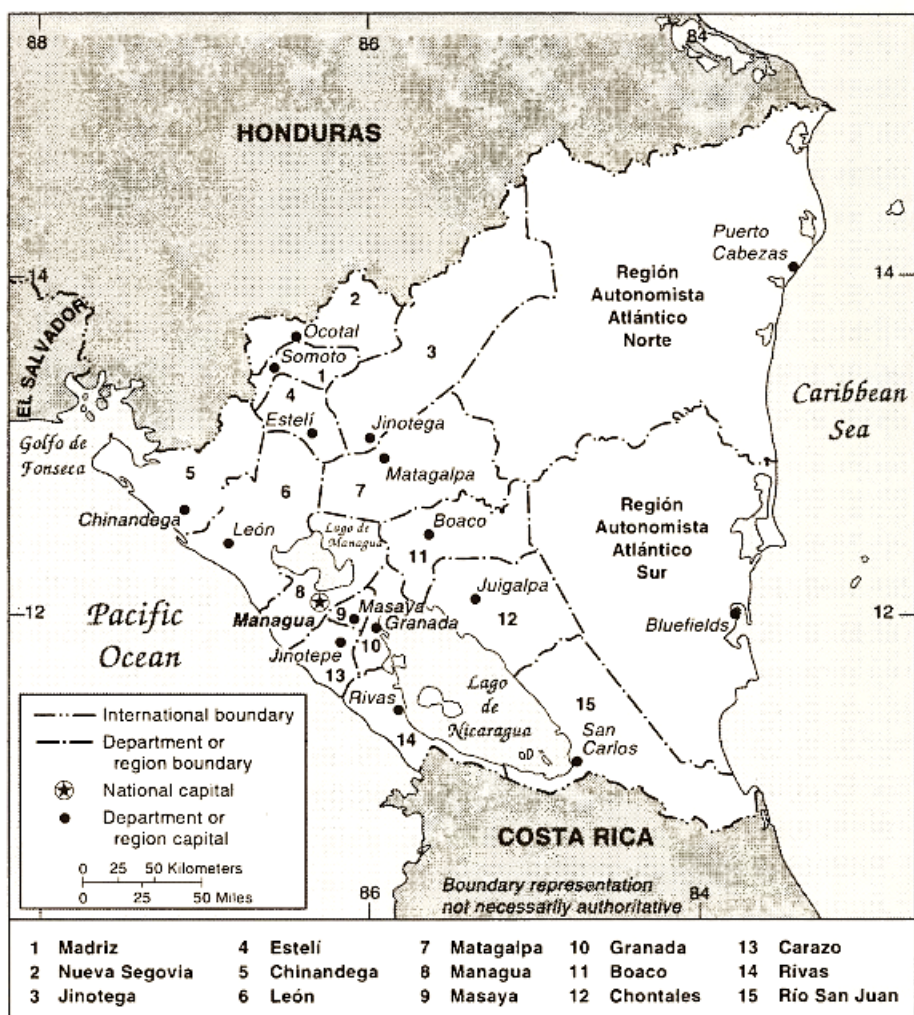 88
86
84
HONDURAS
Puerto
Cabezas
14
14
Región
Autonomista
Atlántico
Norte
2
EL SALVADOR
Ocotal
3
Somoto
1
4
Caribbean
Sea
Estelí
Jinotega
Golfo de
Fonseca
Matagalpa
5
6
7
Región
Autonomista
Atlántico
Sur
Chinandega
León
Lago de
Managua
Boaco
11
8
Juigalpa
12
12
12
Managua
9
Masaya
Granada
Bluefields
Pacific
Ocean
Jinotepe
10
13
Lago
de
Nicaragua
Rivas
15
San
Carlos
14
International boundary
Department or
region boundary
National capital
Department or
region capital
0 25 50 Kilometers
0 25 50 Miles
COSTA RICA
86
84
Boundary representation
not necessarily authoritative
1 Madriz 4 Estelí 7 Matagalpa 10 Granada 13 Carazo
2 Nueva Segovia 5 Chinandega 8 Managua 11 Boaco 14 Rivas
3 Jinotega 6 León 9 Masaya 12 Chontales 15 Río San Juan